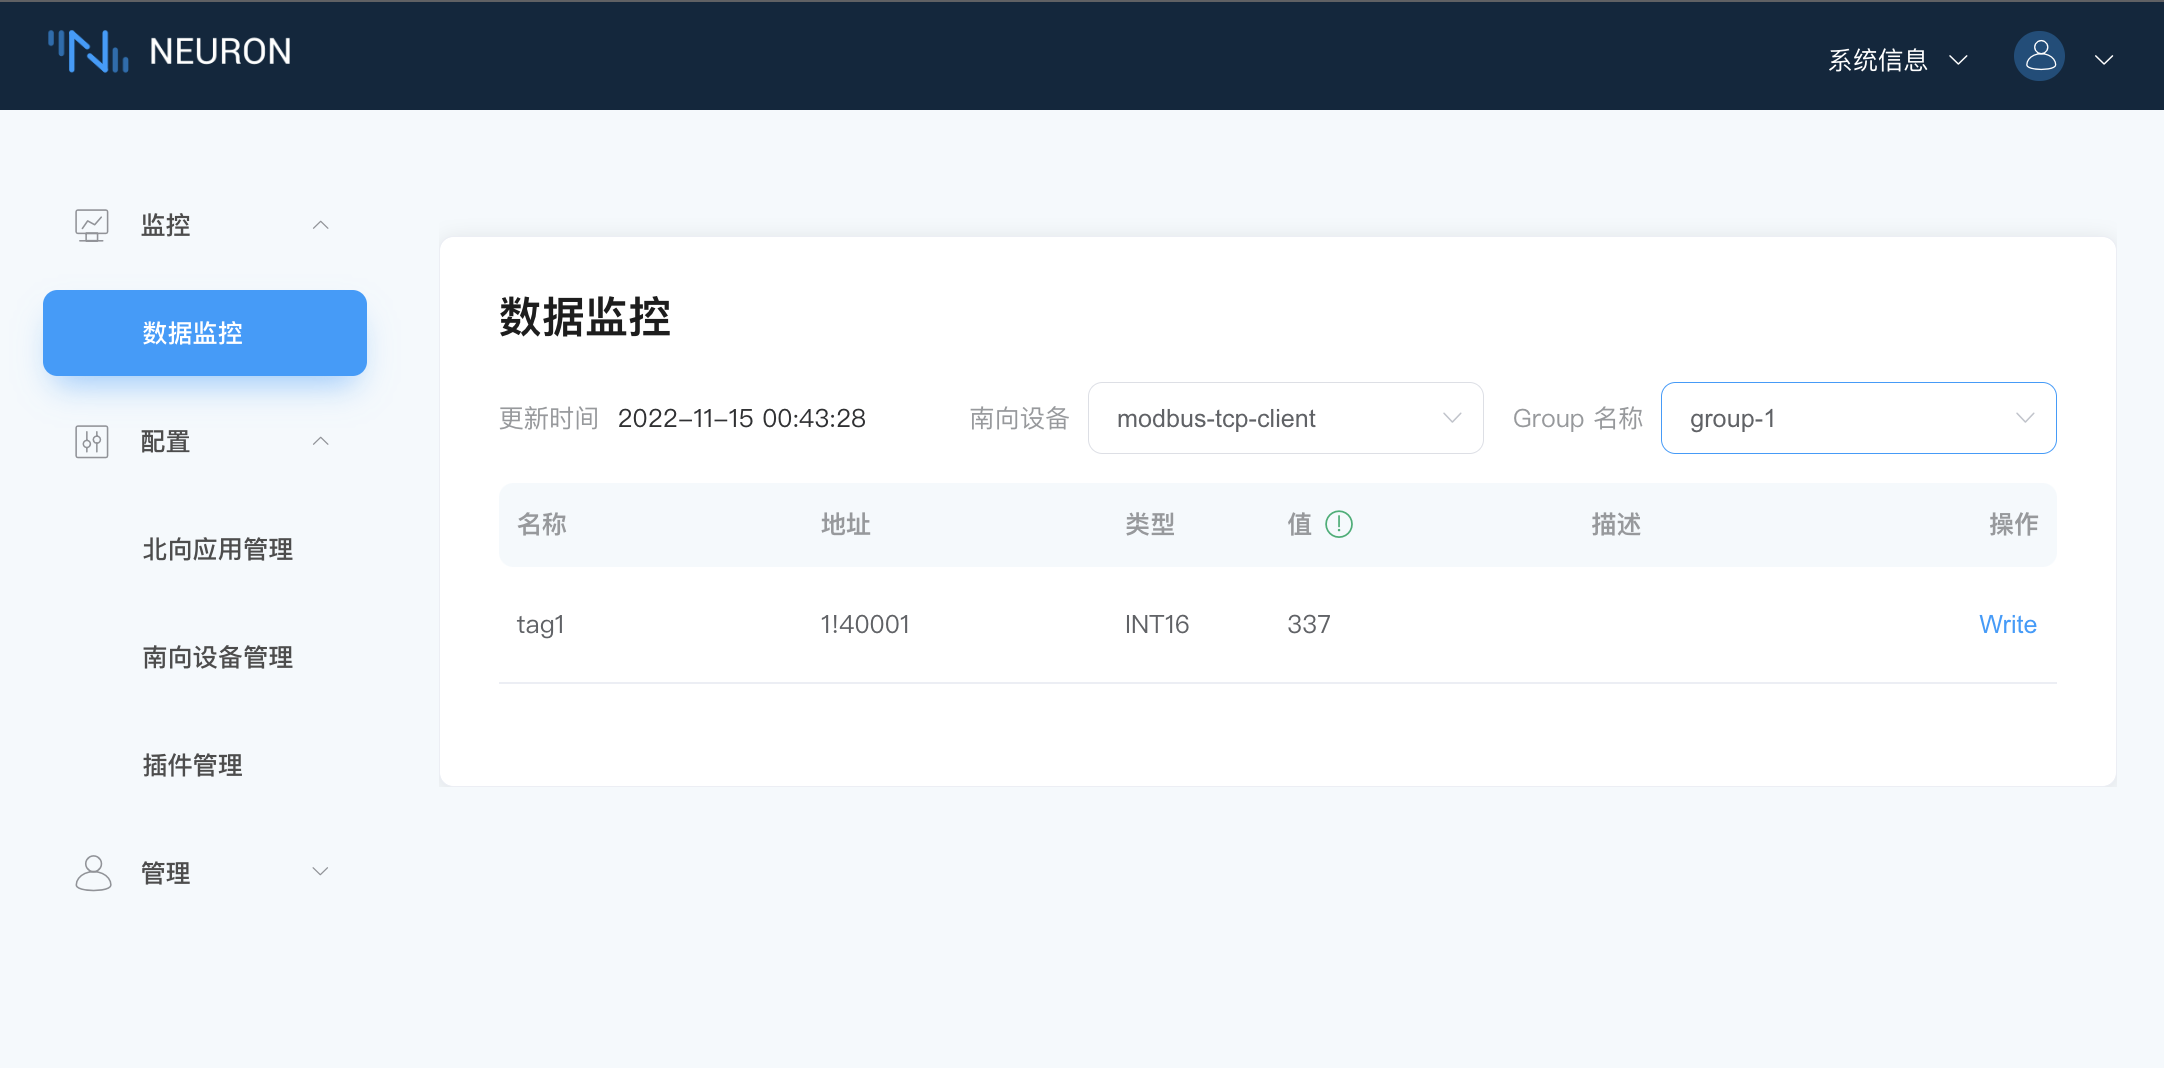 NEURON
系统信息
监控
数据监控
配置
北向应用管理
南向设备管理
插件管理
管理
数据监控
更新时间 2022-11-15 00:43:28 南向设备 modbus-tcp-client Group 名称 group-1
名称 地址 类型 值 描述 操作
tag1 1!40001 INT16 337 Write